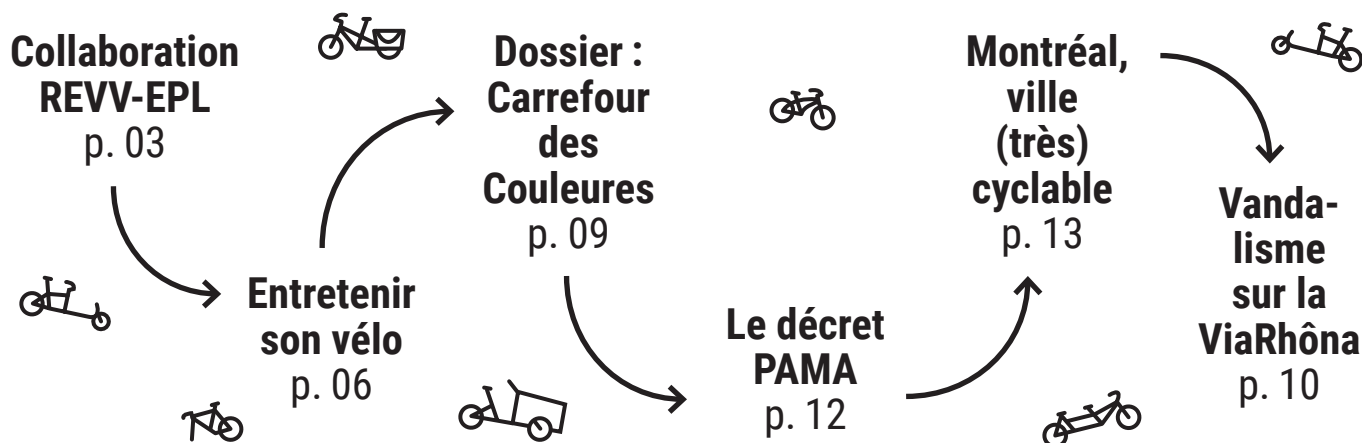 Collaboration
REVV-EPL
p. 03
Entretenir
son vélo
p. 06
Dossier :
Carrefour
des
Couleures
p. 09
Le décret
PAMA
p. 12
Montréal,
ville
(très)
cyclable
p. 13
Vanda-
lisme
sur la
ViaRhôna
p. 10